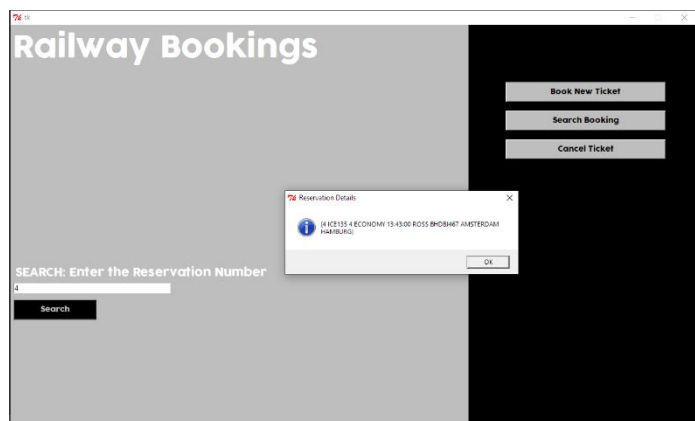 tk
Railway Bookings
Book New Ticket
Search Booking
Cancel Ticket
Reservation Details
{4 ICE135 4 ECONOMY 13:43:00 ROSS AMSTERDAM
HAMBURG}
OK
SEARCH: Enter the Reservation Number
4
Search